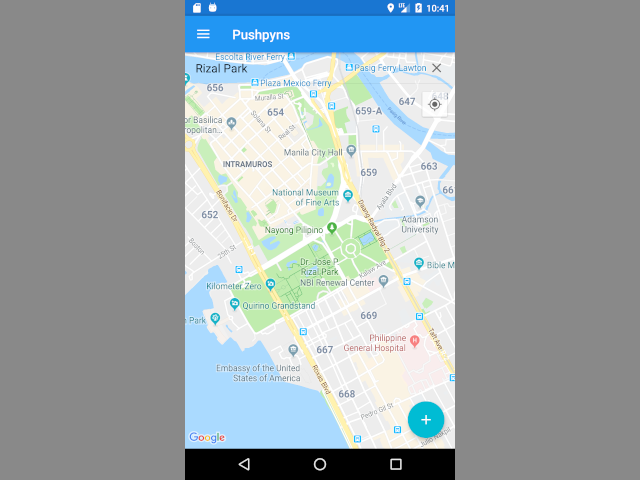 10:41
Pushpyns
Escolta River Ferry
Rizal Park
Pasig Ferry Lawton
Plaza Mexico Ferry
656
Muralla St
647
654
659-A
Solana St
Real St
or Basilica
ropolitan...
Manila City Hall
INTRAMUROS
659
663
National Museum
of Fine Arts
Ayala Blvd
66
Bonifacio Dr
652
Adamson
University
Nayong Pilipino
Padre Burgos
Boston
25th St
Dr. Jose P.
Rizal Park
Kalaw Ave
Bible M
Kilometer Zero
NBI Renewal Center
Quirino Grandstand
669
Park
Taft Ave
Philippine
General Hospital
667
Embassy of the United
States of America
Roxas Blvd
668
Pedro Gil St
+
Julio Nakpil
Google